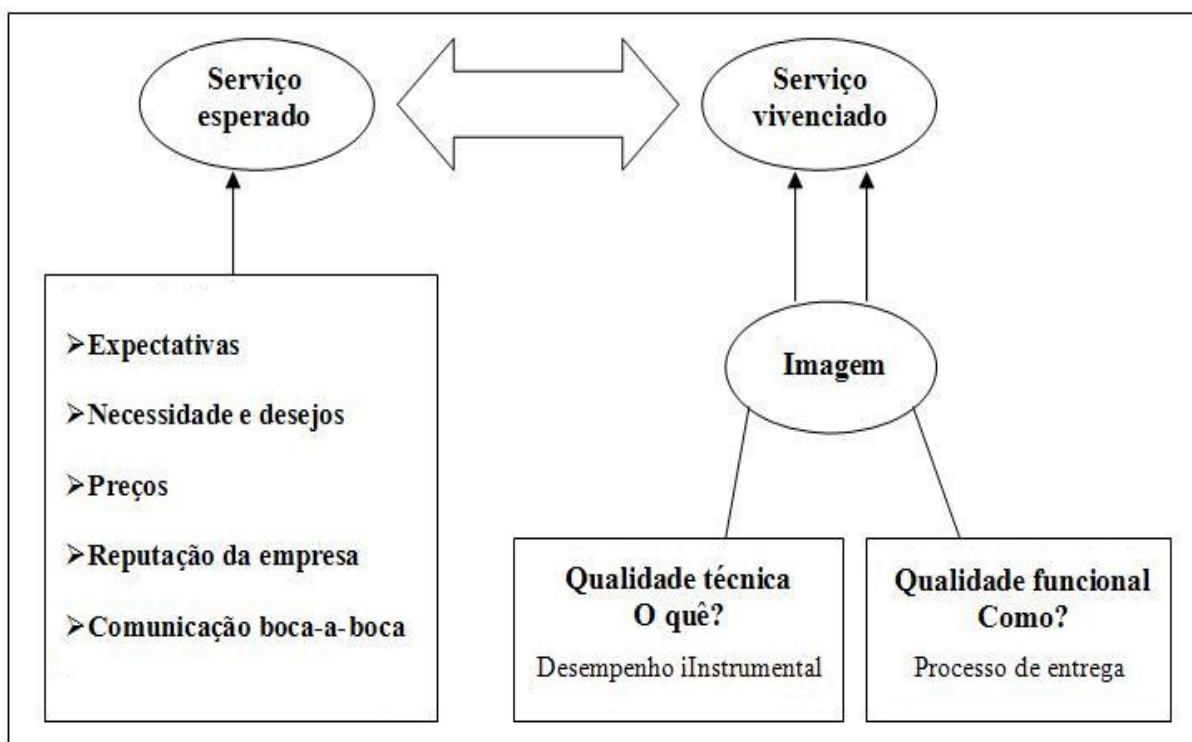 Serviço
esperado
Serviço
vivenciado
➢Expectativas
➢Necessidade e desejos
➢Preços
➢Reputação da empresa
➢Comunicação boca-a-boca
Imagem
Qualidade técnica
O quê?
Desempenho iInstrumental
Qualidade funcional
Como?
Processo de entrega